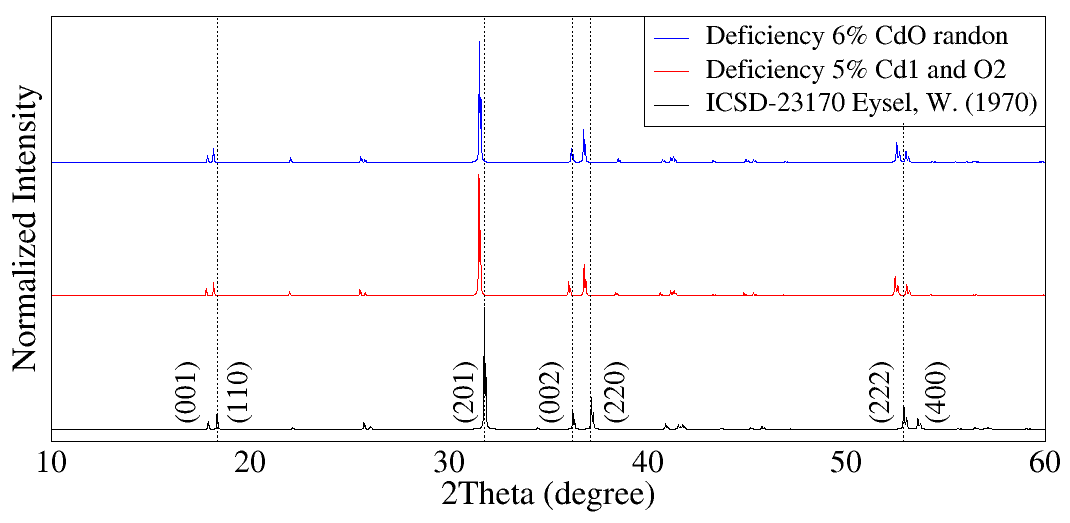 Deficiency 6% CdO randon
Deficiency 5% Cd1 and O2
ICSD-23170 Eysel, W. (1970)
Normalized Intensity
(001)
(110)
(201)
(002)
(220)
(222)
(400)
10 20 30 40 50 60
2Theta (degree)